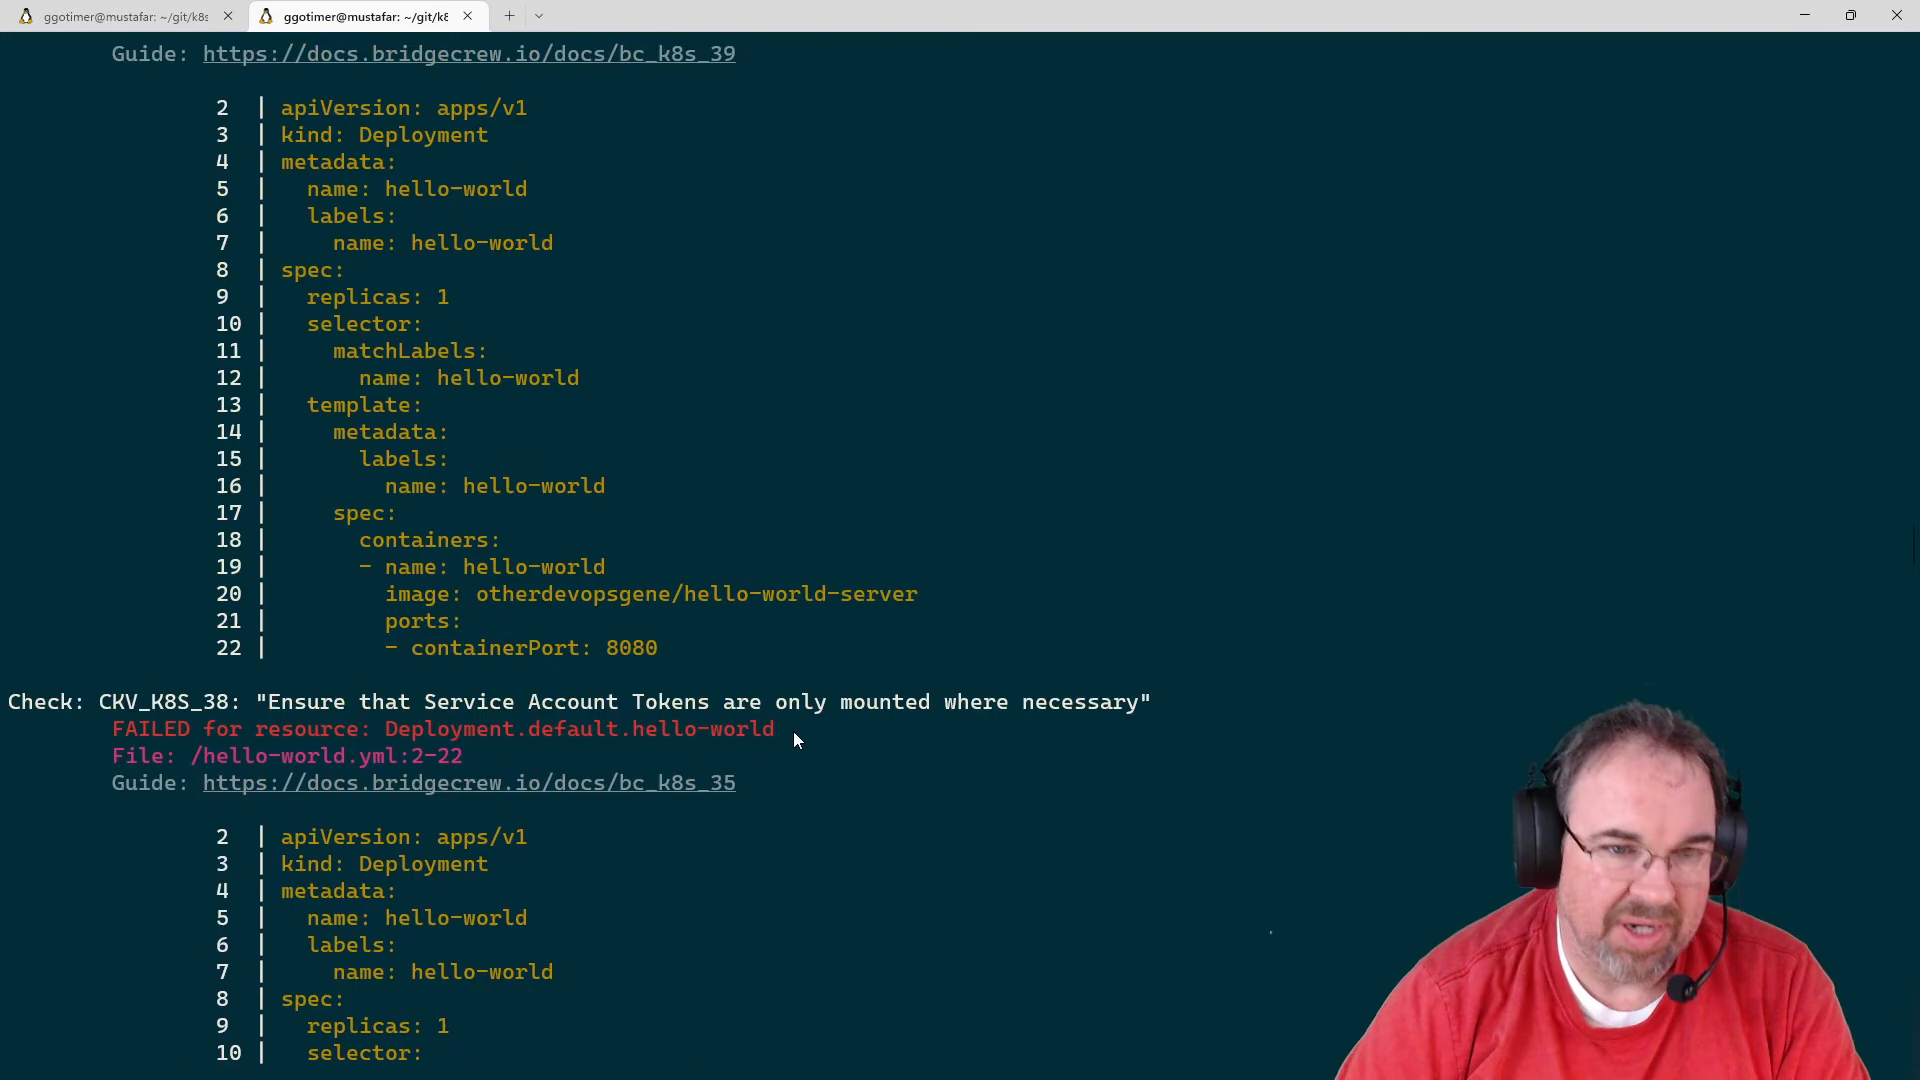 ggotimer@mustafar: ~/git/k8s
ggotimer@mustafar: ~/git/k8
Guide: https://docs.bridgecrew.io/docs/bc_k8s_39
2 | apiVersion: apps/v1
3 | kind: Deployment
4 | metadata:
5 | name: hello-world
6 | labels:
7 | name: hello-world
8 | spec:
9 | replicas: 1
10 | selector:
11 | matchLabels:
12 | name: hello-world
13 | template:
14 | metadata:
15 | labels:
16 | name: hello-world
17 | spec:
18 | containers:
19 | - name: hello-world
20 | image: otherdevopsgene/hello-world-server
21 | ports:
22 | - containerPort: 8080
Check: CKV_K8S_38: "Ensure that Service Account Tokens are only mounted where necessary"
FAILED for resource: Deployment.default.hello-world
File: /hello-world.yml:2-22
Guide: https://docs.bridgecrew.io/docs/bc_k8s_35
2 | apiVersion: apps/v1
3 | kind: Deployment
4 | metadata:
5 | name: hello-world
6 | labels:
7 | name: hello-world
8 | spec:
9 | replicas: 1
10 | selector: